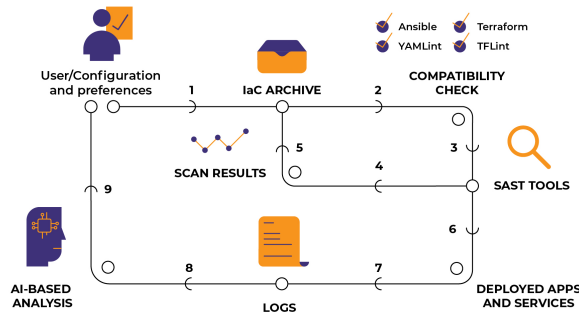 Ansible
Terraform
YAMLint
TFLint
User/Configuration
and preferences
1
IaC ARCHIVE
2
COMPATIBILITY
CHECK
SCAN RESULTS
5
3
4
SAST TOOLS
9
6
AI-BASED
ANALYSIS
8
LOGS
7
DEPLOYED APPS
AND SERVICES